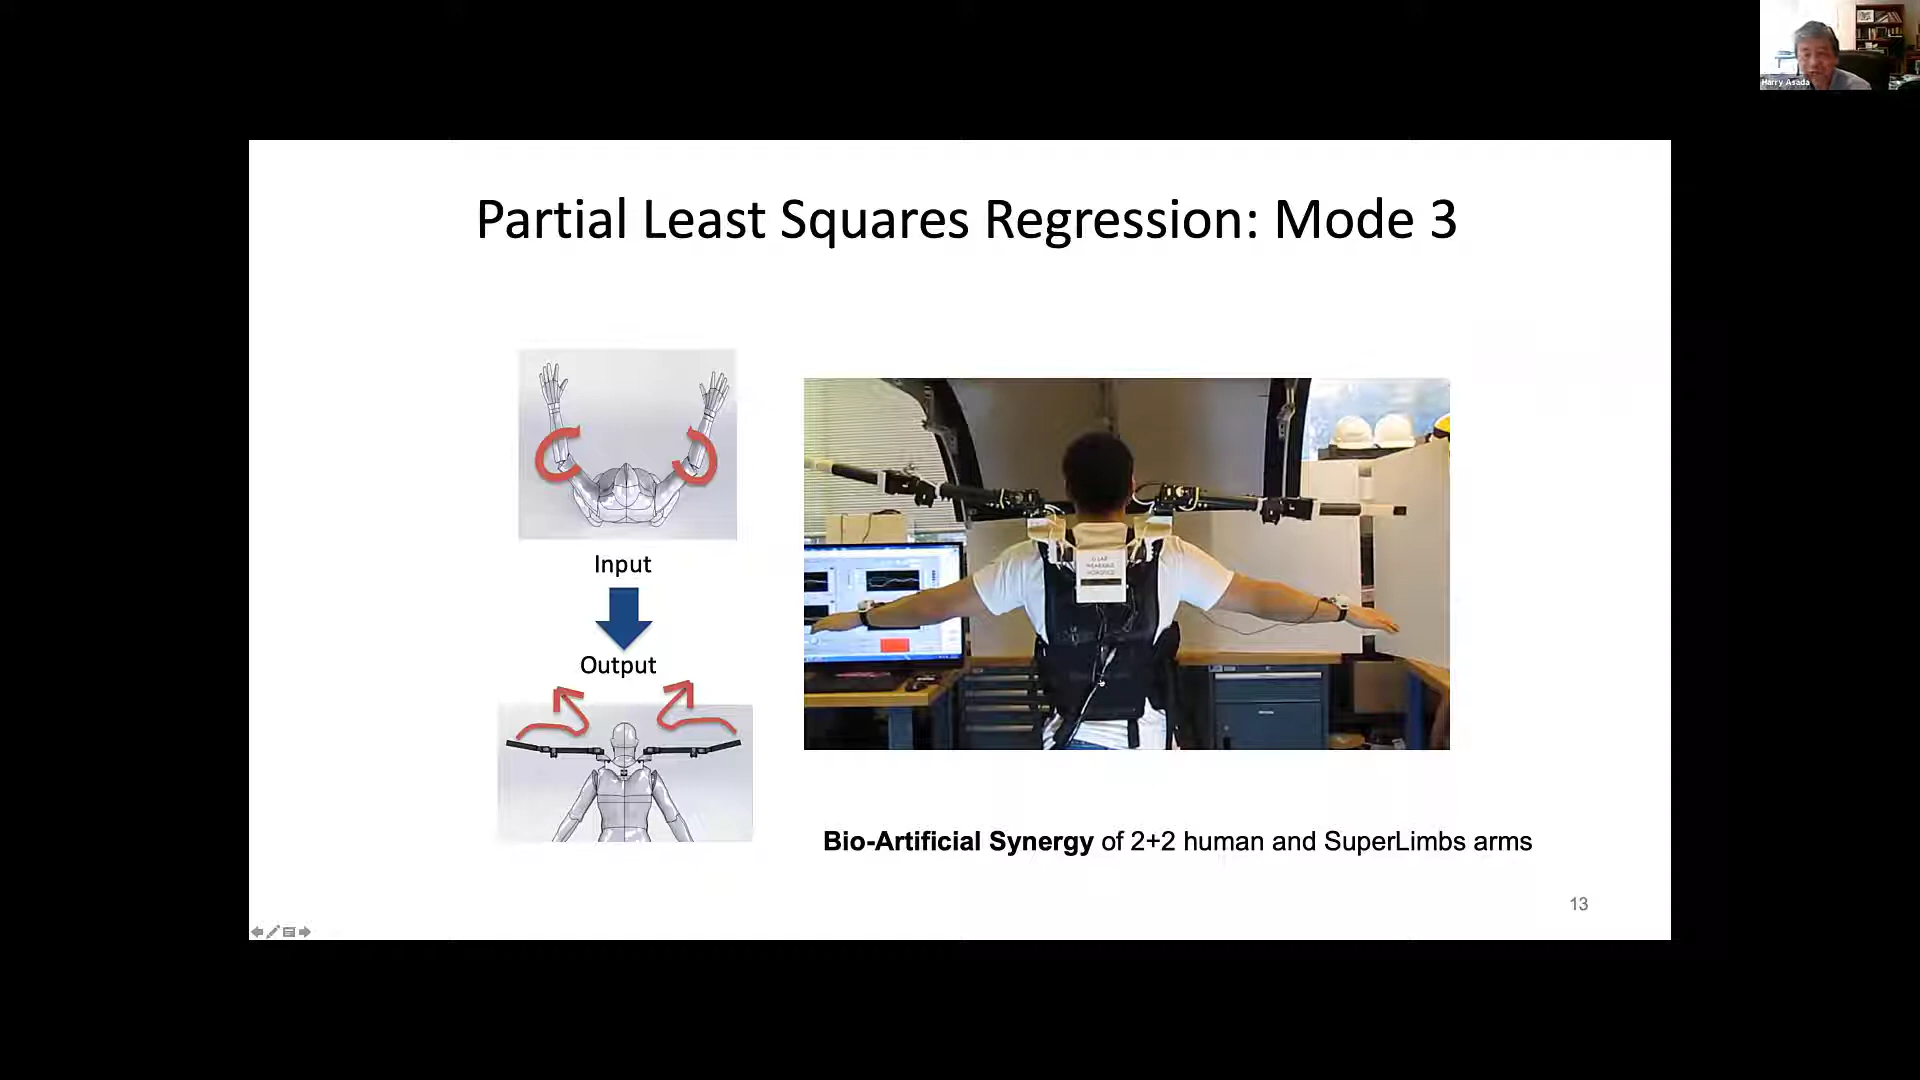 Harry Asada
Partial Least Squares Regression: Mode 3
Input
Output
WEARABLE
Bio-Artificial Synergy of 2+2 human and SuperLimbs arms
13